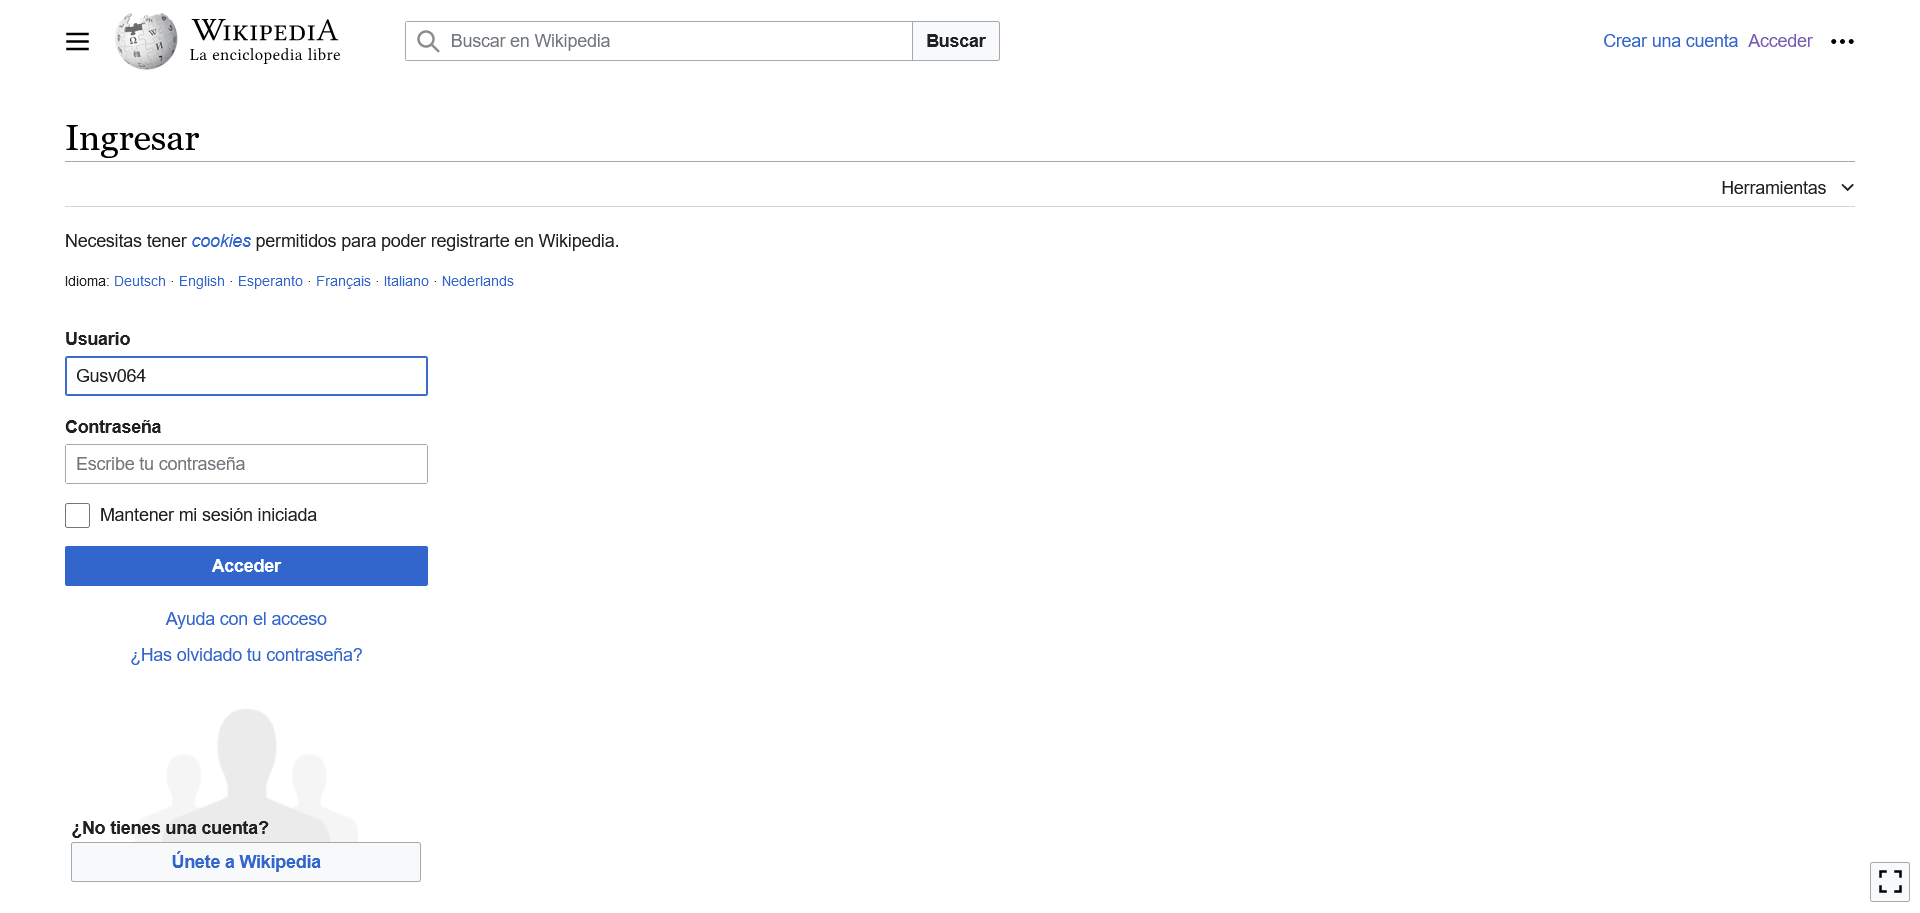 WIKIPEDIA
La enciclopedia libre
Buscar en Wikipedia
Buscar
Crear una cuenta Acceder
Ingresar
Herramientas
Necesitas tener cookies permitidos para poder registrarte en Wikipedia.
Idioma: Deutsch · English · Esperanto · Français · Italiano · Nederlands
Usuario
Gusv064
Contraseña
Escribe tu contraseña
Mantener mi sesión iniciada
Acceder
Ayuda con el acceso
¿Has olvidado tu contraseña?
¿No tienes una cuenta?
Únete a Wikipedia